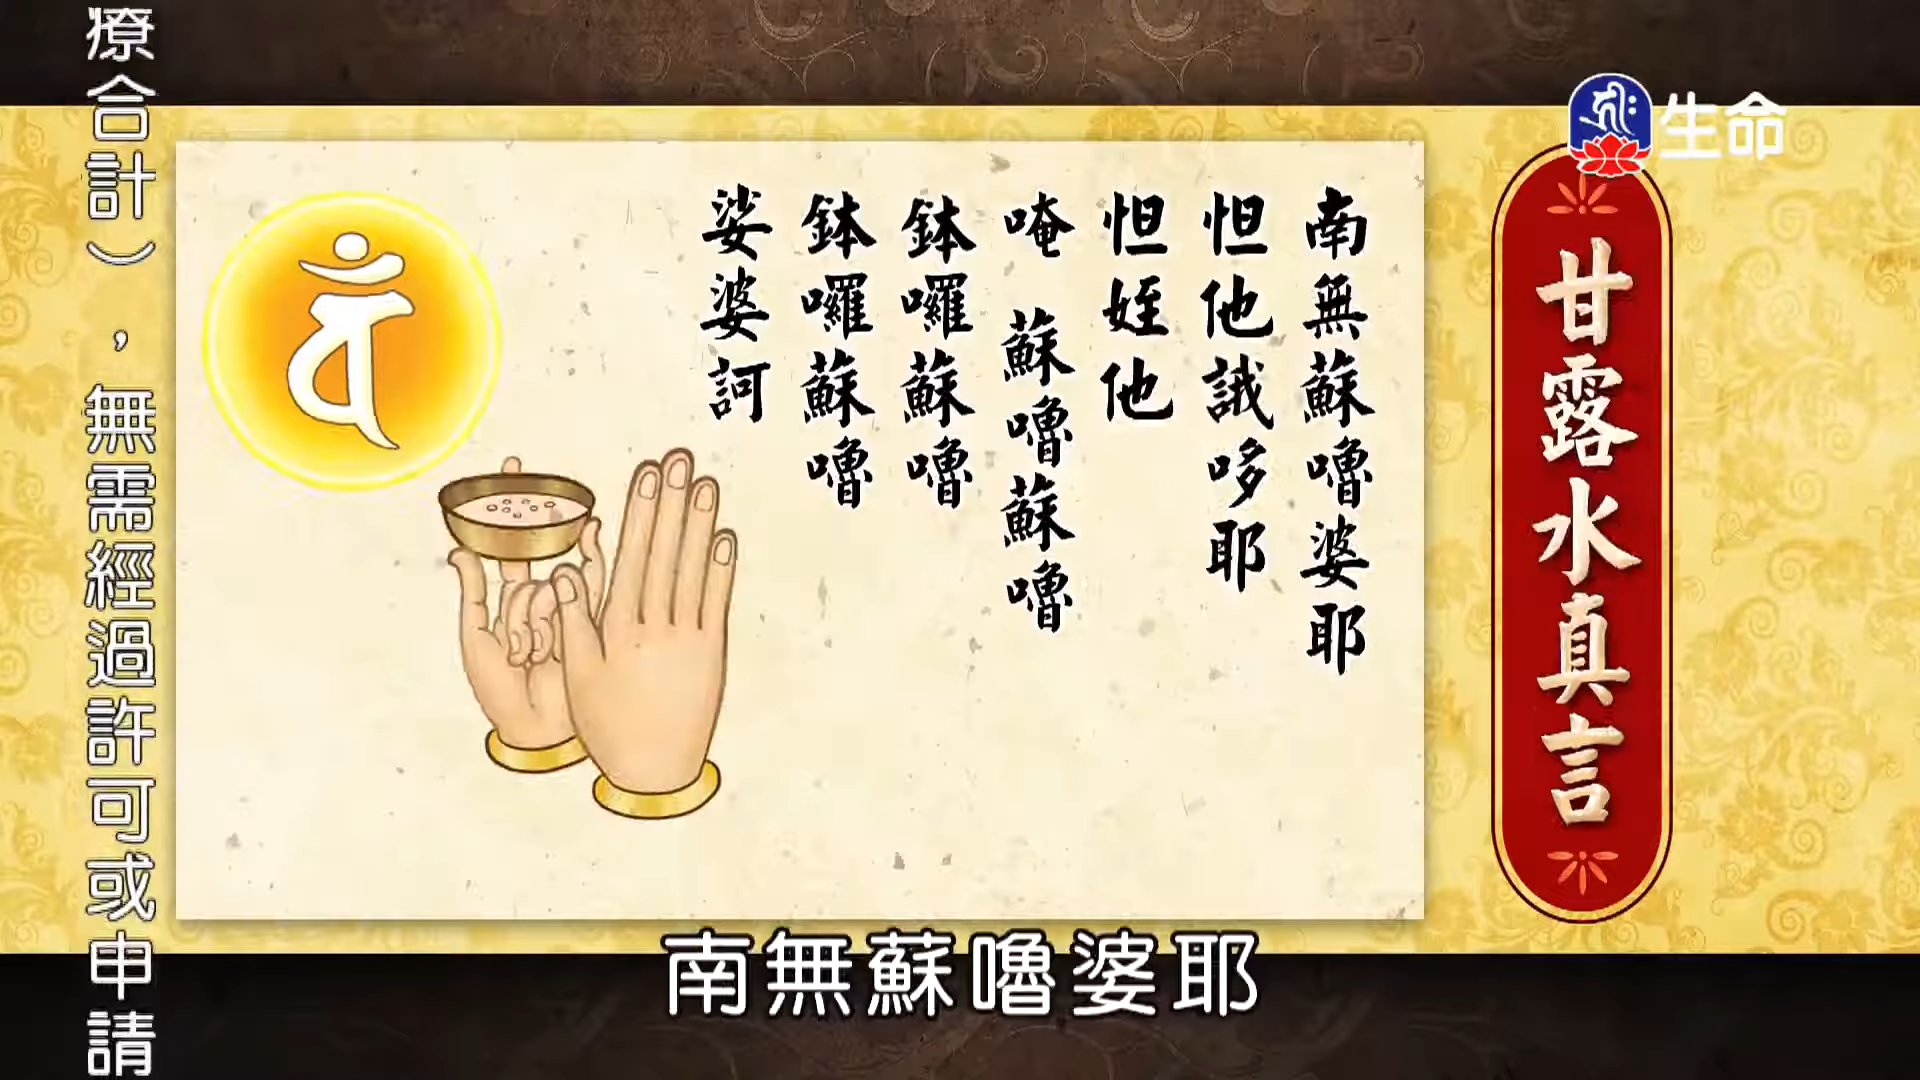 生命
甘露水真言
南無蘇嚕婆耶
怛他誐哆耶
怛姪他
唵 蘇嚕蘇嚕
鉢囉蘇嚕
鉢囉蘇嚕
娑婆訶
南無蘇嚕婆耶
療合計），無需經過許可或申請